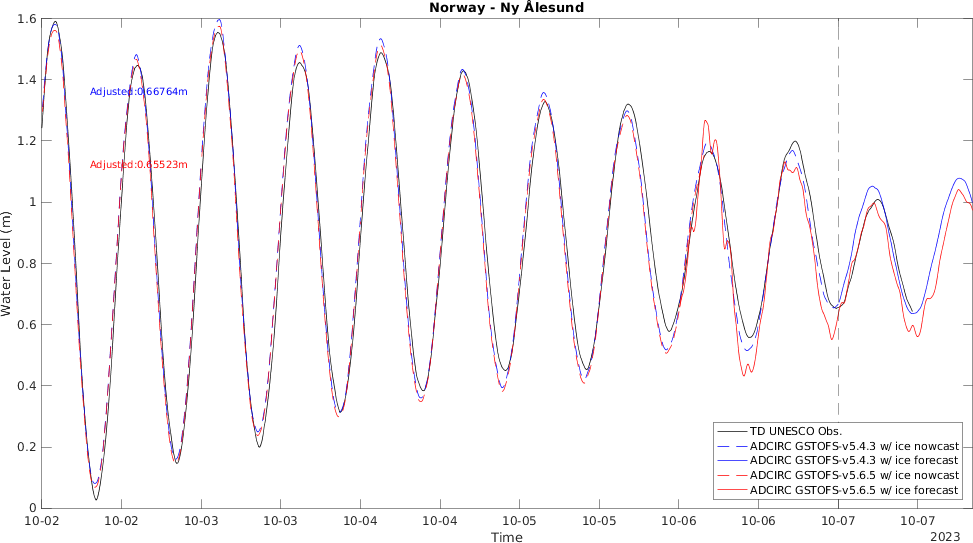 Norway - Ny Ålesund
Water Level (m)
1.6
1.4
1.2
1
0.8
0.6
0.4
0.2
0
Adjusted:0.66764m
Adjusted:0.65523m
TD UNESCO Obs.
ADCIRC GSTOFS-v5.4.3 w/ ice nowcast
ADCIRC GSTOFS-v5.4.3 w/ ice forecast
ADCIRC GSTOFS-v5.6.5 w/ ice nowcast
ADCIRC GSTOFS-v5.6.5 w/ ice forecast
10-02 10-02 10-03 10-03 10-04 10-04 10-05 10-05 10-06 10-06 10-07 10-07
Time
2023